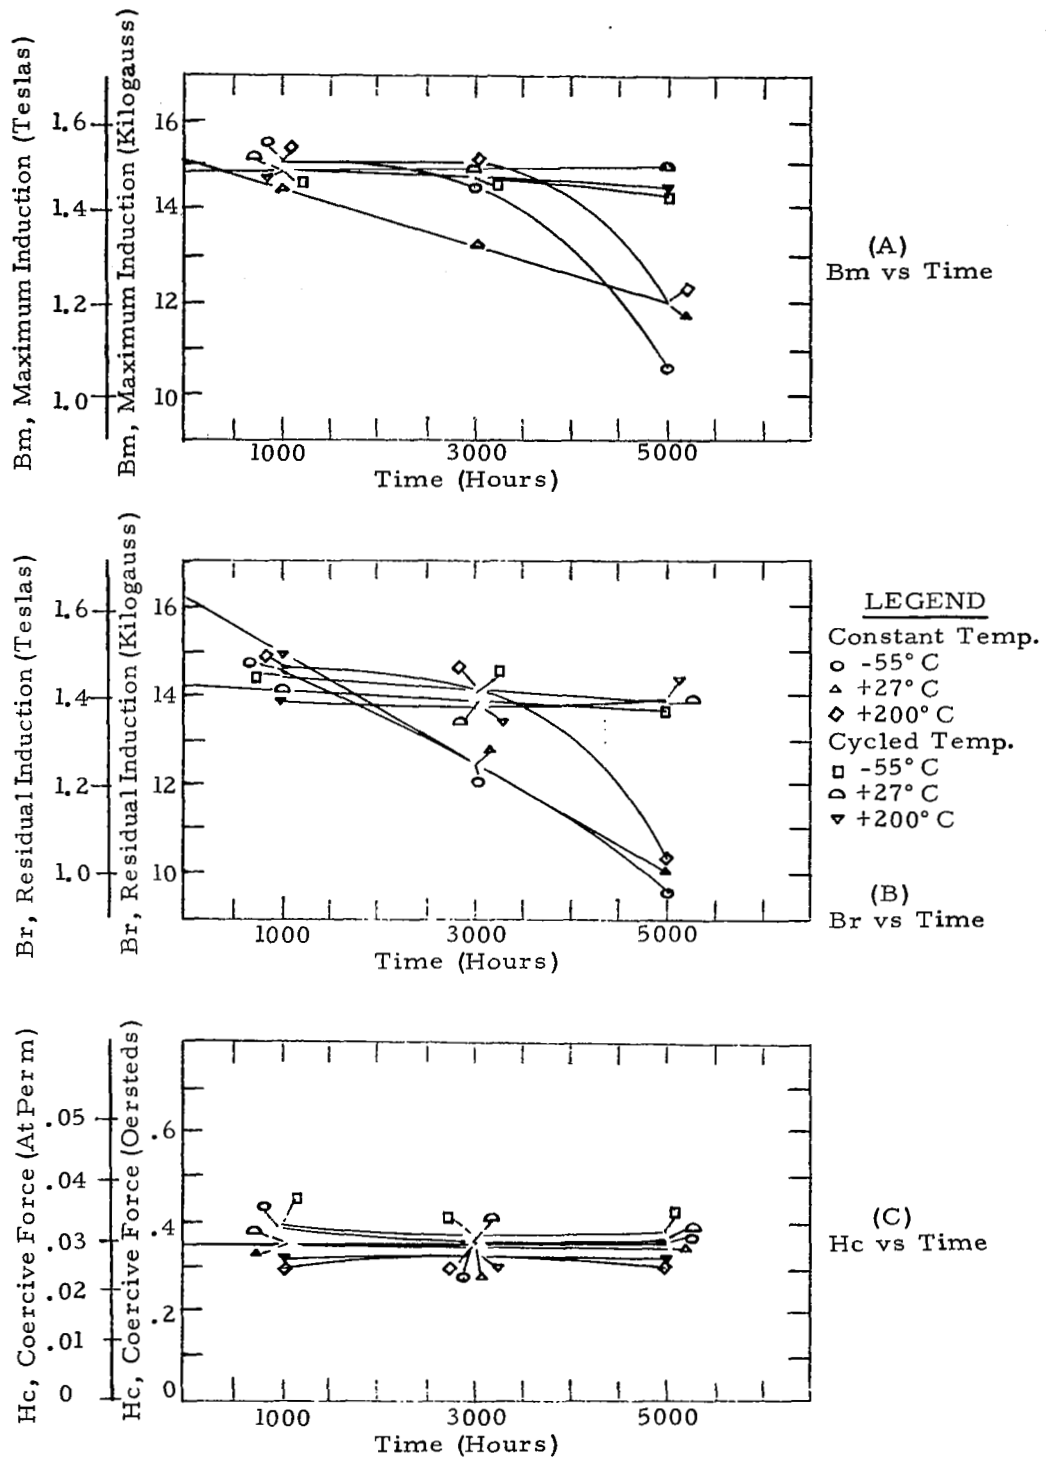 Bm, Maximum Induction (Teslas)
Bm, Maximum Induction (Kilogauss)
1.6
1.4
1.2
1.0
16
14
12
10
1000 3000 5000
Time (Hours)
(A)
Bm vs Time
Br, Residual Induction (Teslas)
Br, Residual Induction (Kilogauss)
1.6
1.4
1.2
1.0
16
14
12
10
1000 3000 5000
Time (Hours)
LEGEND
Constant Temp.
-55° C
+27° C
+200° C
Cycled Temp.
-55° C
+27° C
+200° C
(B)
Br vs Time
Hc, Coercive Force (At Perm)
Hc, Coercive Force (Oersteds)
.05
.04
.03
.02
.01
0
.6
.4
.2
0
1000 3000 5000
Time (Hours)
(C)
Hc vs Time